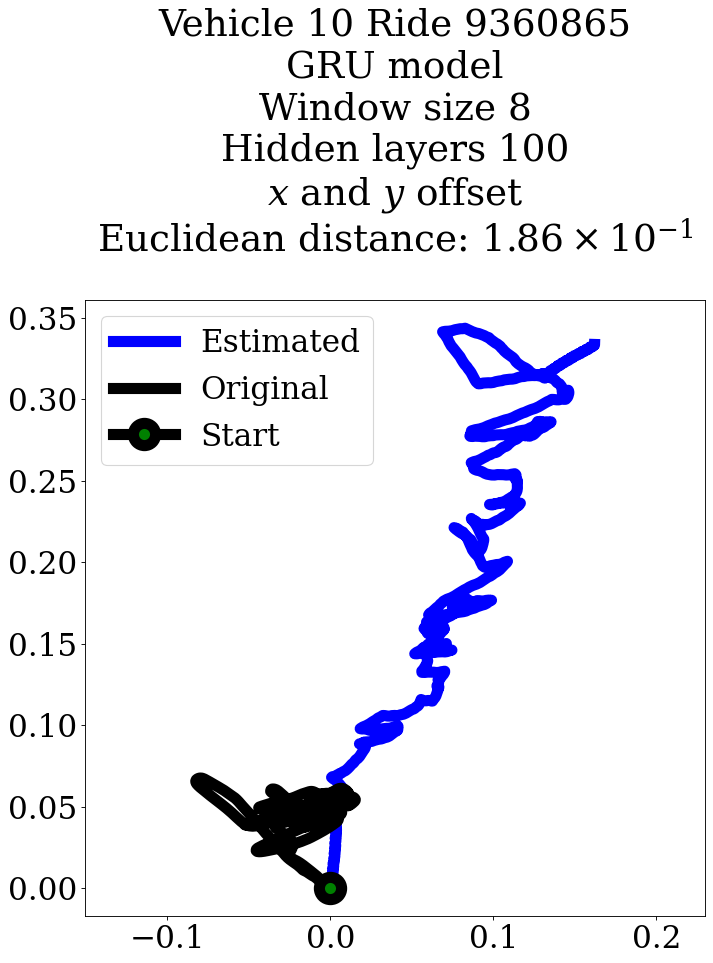 Vehicle 10 Ride 9360865
GRU model
Window size 8
Hidden layers 100
x and y offset
Euclidean distance: 1.86 × 10⁻¹
Estimated
Original
Start
0.35
0.30
0.25
0.20
0.15
0.10
0.05
0.00
−0.1
0.0
0.1
0.2